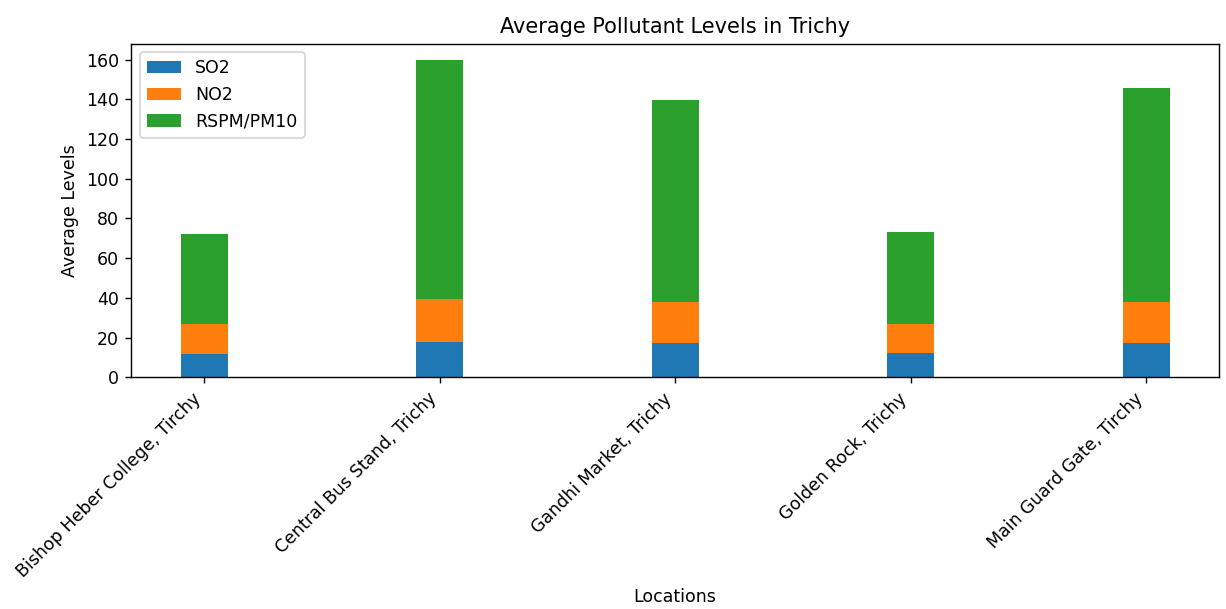 Average Pollutant Levels in Trichy
SO2
NO2
RSPM/PM10
Average Levels
160
140
120
100
80
60
40
20
0
Bishop Heber College, Tirchy
Central Bus Stand, Trichy
Gandhi Market, Trichy
Golden Rock, Trichy
Main Guard Gate, Tirchy
Locations